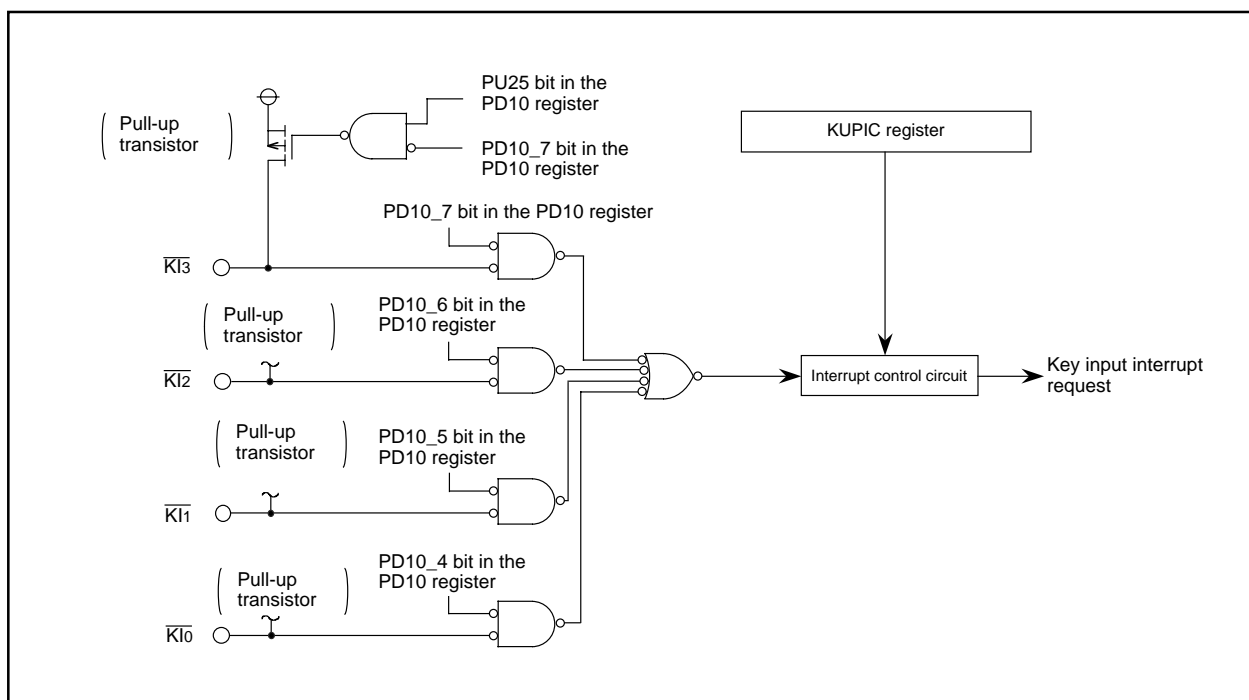 PU25 bit in the
PD10 register
Pull-up
transistor
KUPIC register
PD10_7 bit in the
PD10 register
PD10_7 bit in the PD10 register
KI3
PD10_6 bit in the
PD10 register
Pull-up
transistor
KI2
Interrupt control circuit
Key input interrupt
request
Pull-up
transistor
PD10_5 bit in the
PD10 register
KI1
PD10_4 bit in the
PD10 register
Pull-up
transistor
KI0